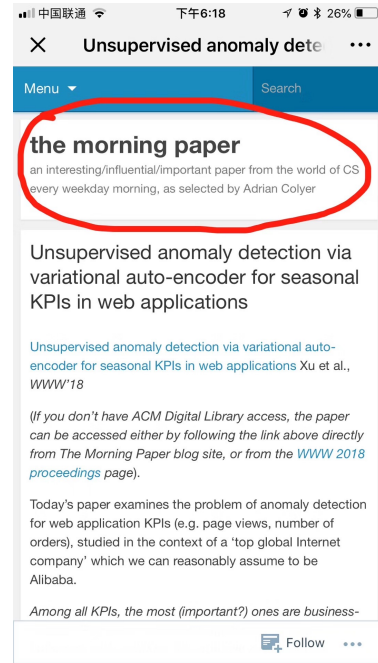 中国联通 下午6:18 26%
Unsupervised anomaly dete
Menu Search
the morning paper
an interesting/influential/important paper from the world of CS
every weekday morning, as selected by Adrian Colyer
Unsupervised anomaly detection via
variational auto-encoder for seasonal
KPIs in web applications
Unsupervised anomaly detection via variational auto-
encoder for seasonal KPIs in web applications Xu et al.,
WWW'18
(If you don't have ACM Digital Library access, the paper
can be accessed either by following the link above directly
from The Morning Paper blog site, or from the WWW 2018
proceedings page).
Today's paper examines the problem of anomaly detection
for web application KPIs (e.g. page views, number of
orders), studied in the context of a ‘top global Internet
company’ which we can reasonably assume to be
Alibaba.
Among all KPIs, the most (important?) ones are business-
Follow